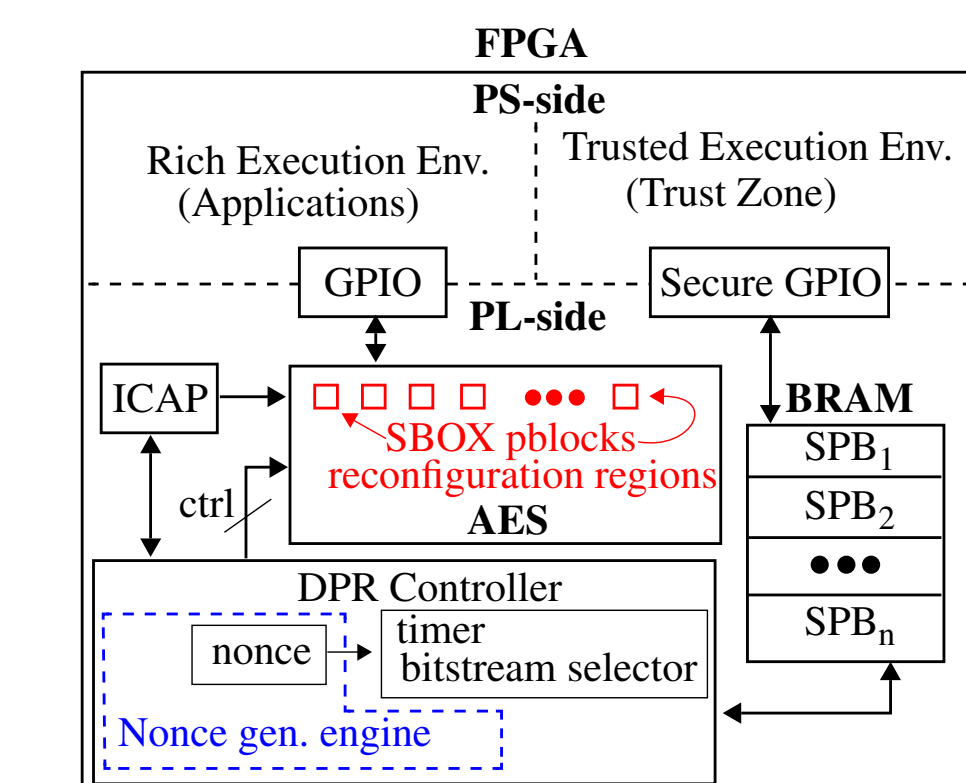 FPGA
PS-side
Rich Execution Env.
(Applications)
Trusted Execution Env.
(Trust Zone)
GPIO
Secure GPIO
PL-side
ICAP
SBOX pblocks
reconfiguration regions
AES
ctrl
BRAM
SPB1
SPB2
SPBn
DPR Controller
nonce
timer
bitstream selector
Nonce gen. engine